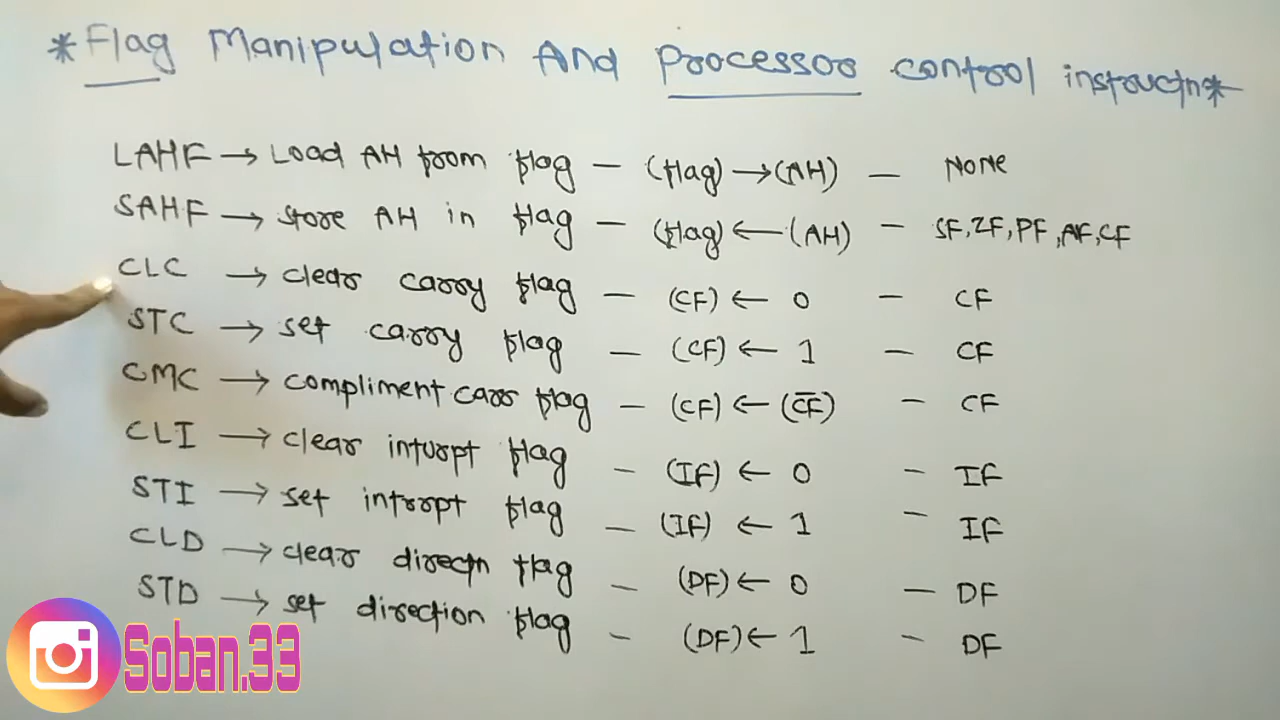 *Flag Manipulation And Processor control instructn*
LAHF → Load AH from flag – (flag) → (AH) – None
SAHF → store AH in flag – (flag) ← (AH) – SF, ZF, PF, AF, CF
CLC → clear carry flag – (CF) ← 0 – CF
STC → set carry flag – (CF) ← 1 – CF
CMC → compliment carr flag – (CF) ← (C̅F̅) – CF
CLI → clear inturpt flag – (IF) ← 0 – IF
STI → set intrrpt flag – (IF) ← 1 – IF
CLD → clear directn flag – (DF) ← 0 – DF
STD → set direction flag – (DF) ← 1 – DF
Soban.33